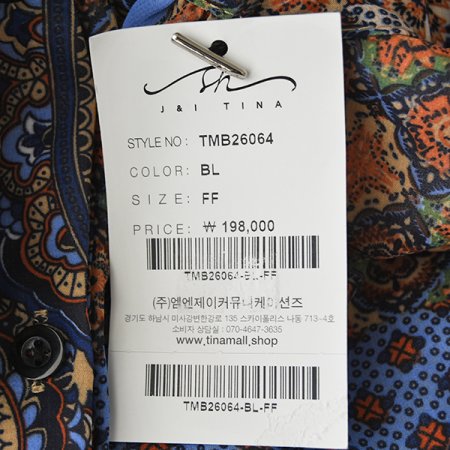 sh
J & I TINA
STYLE NO : TMB26064
COLOR: BL
SIZE: FF
PRICE: ₩ 198,000
TMB26064-BL-FF
(주)엠엔제이커뮤니케이션즈
경기도 하남시 미사강변한강로 135 스카이폴리스 나동 713-4호
소비자 상담실 : 070-4647-3635
www.tinamall.shop
TMB26064-BL-FF